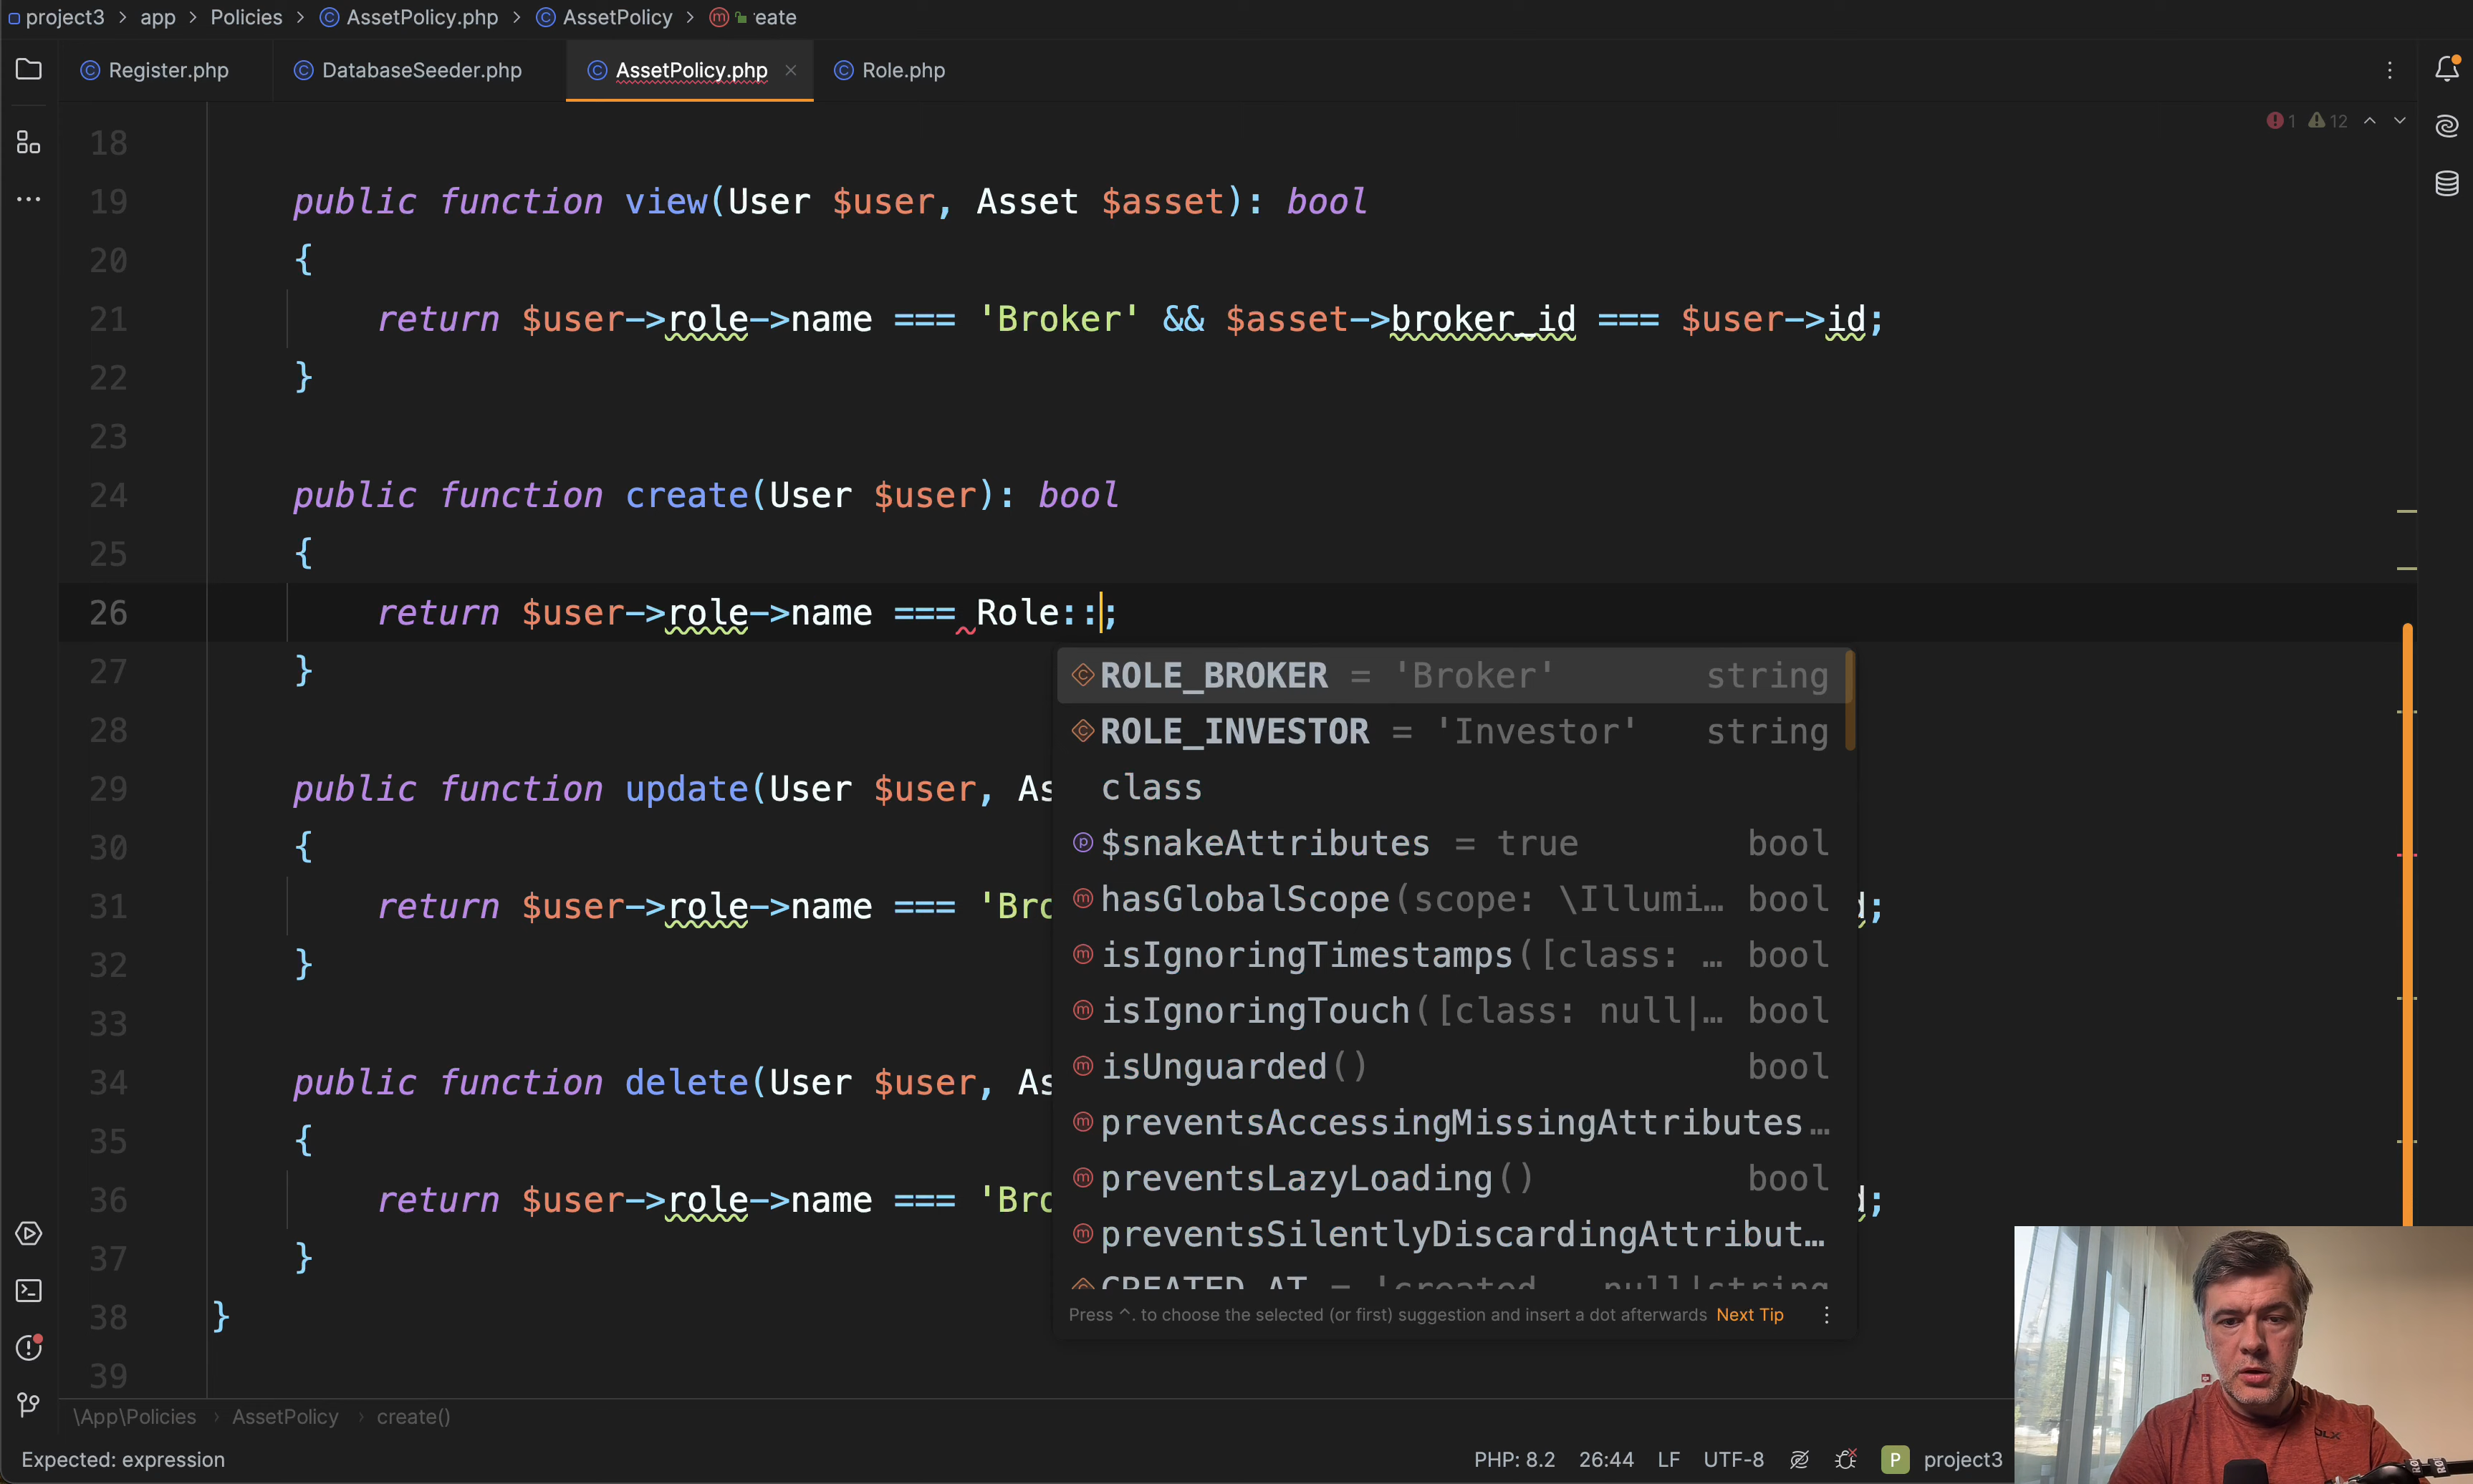 project3 > app > Policies > AssetPolicy.php > AssetPolicy > eate
Register.php DatabaseSeeder.php AssetPolicy.php Role.php
1 12
18
19 public function view(User $user, Asset $asset): bool
20 {
21 return $user->role->name === 'Broker' && $asset->broker_id === $user->id;
22 }
23
24 public function create(User $user): bool
25 {
26 return $user->role->name === Role::;
27 }
ROLE_BROKER = 'Broker' string
28
ROLE_INVESTOR = 'Investor' string
class
29 public function update(User $user, As
30 {
$snakeAttributes = true bool
hasGlobalScope(scope: \Illumi... bool
31 return $user->role->name === 'Bro ;
32 }
isIgnoringTimestamps([class: ... bool
33
isIgnoringTouch([class: null|... bool
isUnguarded() bool
34 public function delete(User $user, As
35 {
preventsAccessingMissingAttributes...
preventsLazyLoading() bool
36 return $user->role->name === 'Bro ;
37 }
preventsSilentlyDiscardingAttribut...
CREATED_AT = 'created... null|string
38 }
Press ^. to choose the selected (or first) suggestion and insert a dot afterwards Next Tip
39
\App\Policies > AssetPolicy > create()
Expected: expression PHP: 8.2 26:44 LF UTF-8 P project3